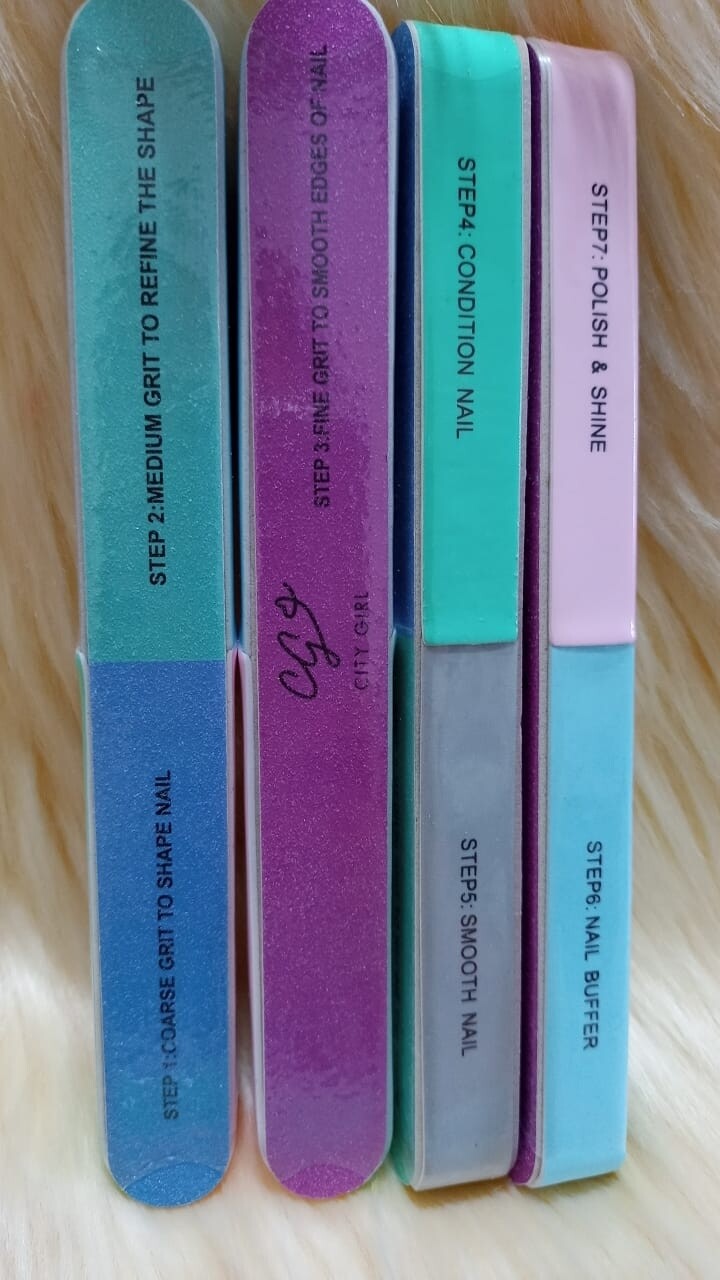 STEP 2:MEDIUM GRIT TO REFINE THE SHAPE
STEP 1:COARSE GRIT TO SHAPE NAIL
STEP 3:FINE GRIT TO SMOOTH EDGES OF NAIL
CG
CITY GIRL
STEP4: CONDITION NAIL
STEP5: SMOOTH NAIL
STEP7: POLISH & SHINE
STEP6: NAIL BUFFER